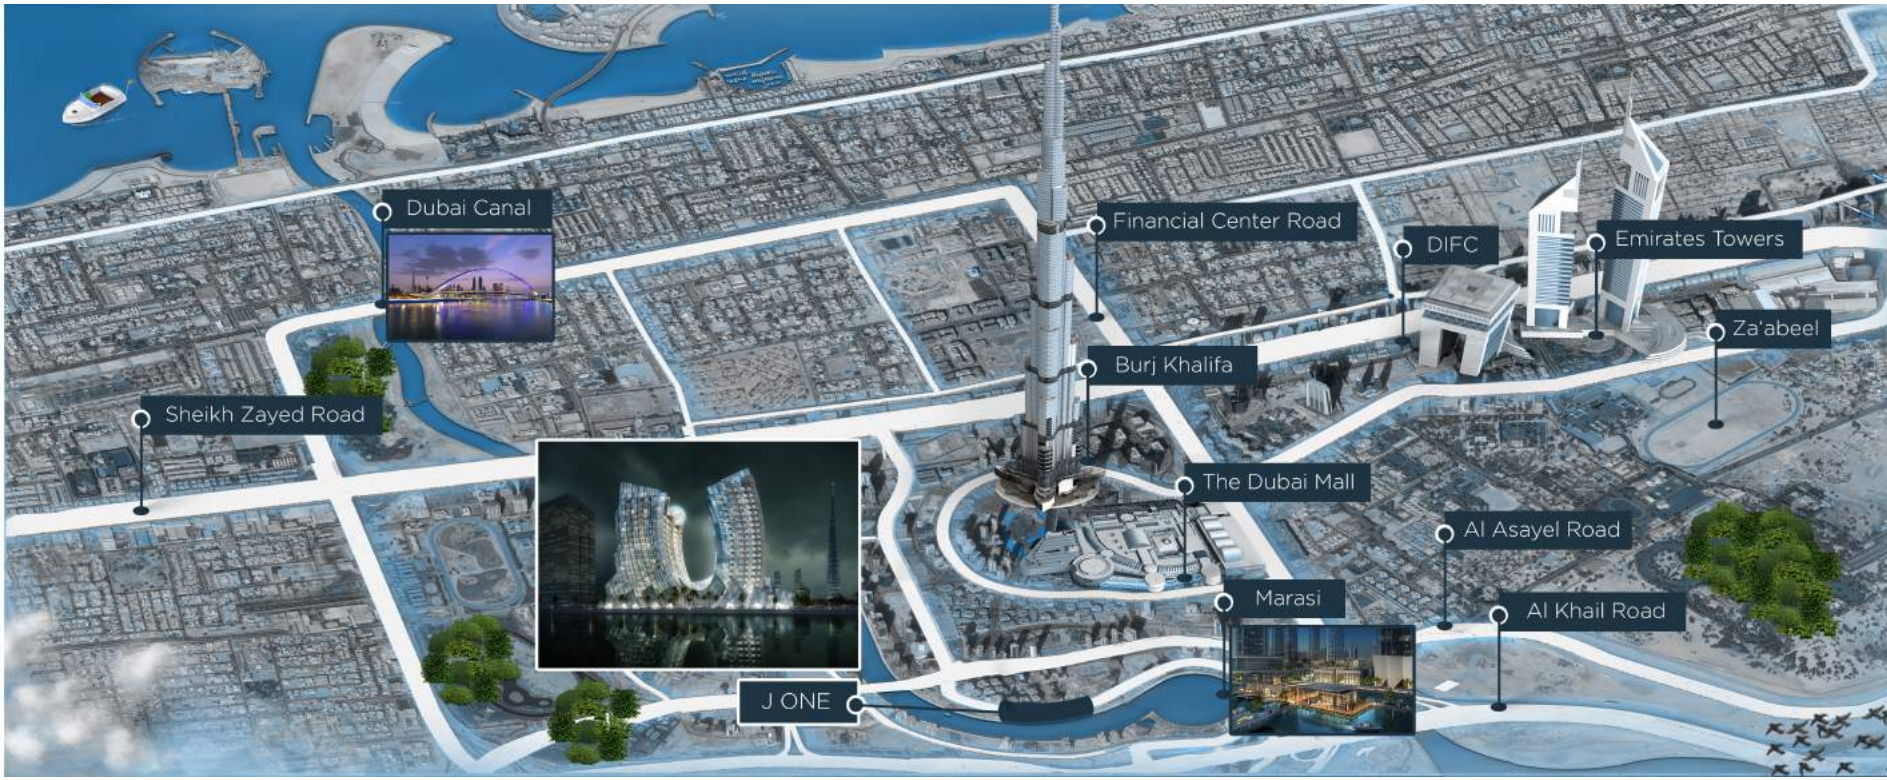 Dubai Canal
Financial Center Road
DIFC
Emirates Towers
Za'abeel
Burj Khalifa
Sheikh Zayed Road
The Dubai Mall
Al Asayel Road
Marasi
Al Khail Road
J ONE